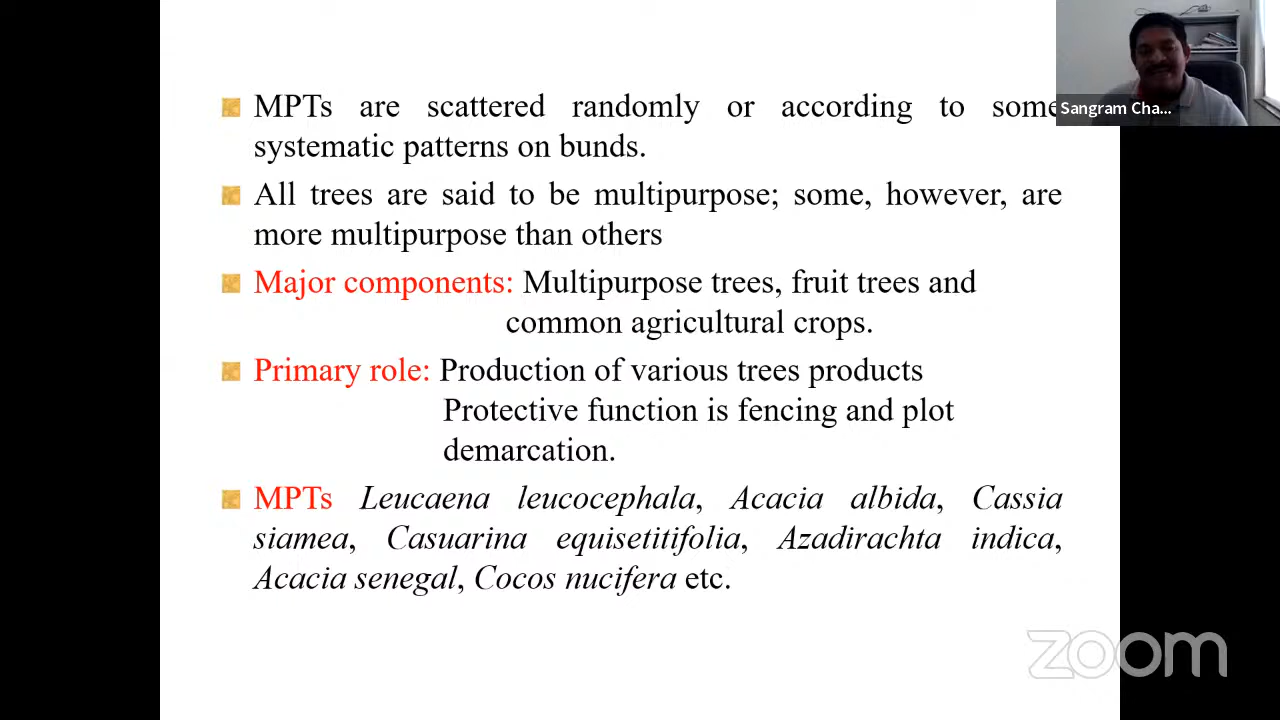 MPTs are scattered randomly or according to some
systematic patterns on bunds.
All trees are said to be multipurpose; some, however, are
more multipurpose than others
Major components: Multipurpose trees, fruit trees and
common agricultural crops.
Primary role: Production of various trees products
Protective function is fencing and plot
demarcation.
MPTs Leucaena leucocephala, Acacia albida, Cassia
siamea, Casuarina equisetitifolia, Azadirachta indica,
Acacia senegal, Cocos nucifera etc.
Sangram Cha...
zoom